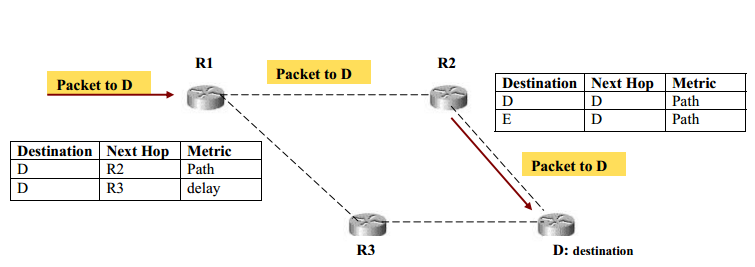 R1
R2
Packet to D
Packet to D
Destination Next Hop Metric
D D Path
E D Path
Destination Next Hop Metric
D R2 Path
D R3 delay
Packet to D
R3
D: destination